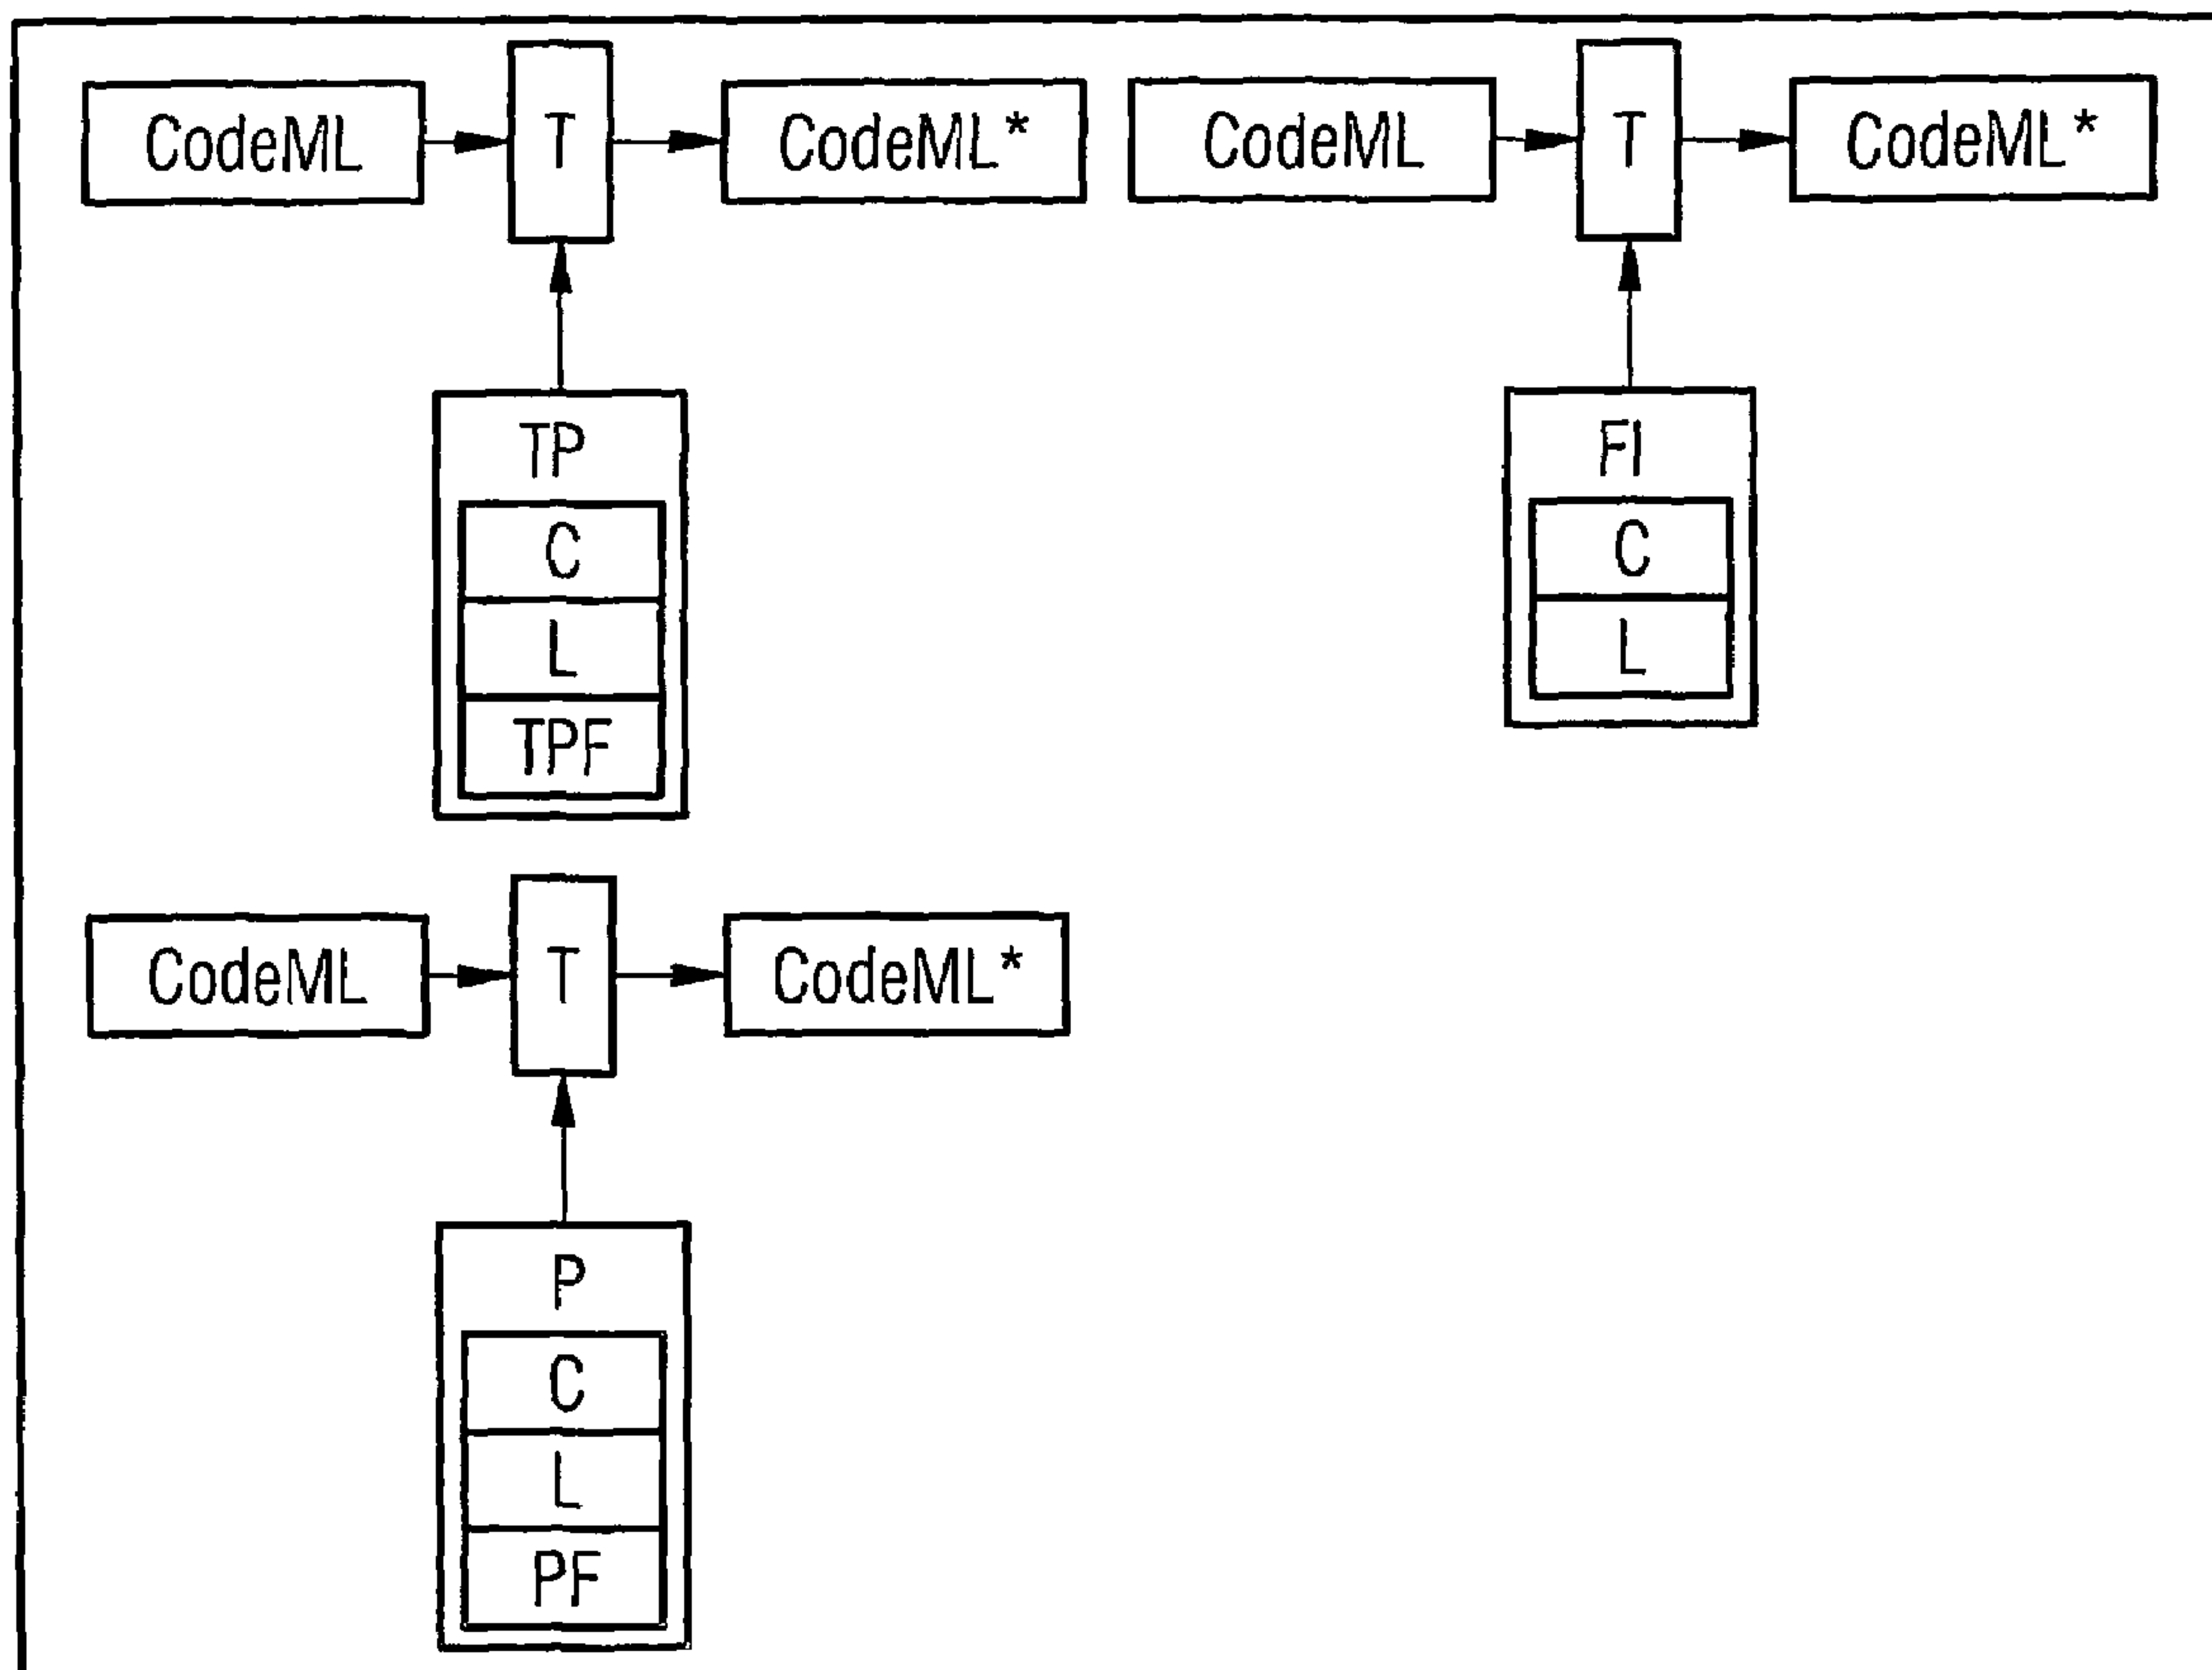 CodeML T CodeML* CodeML T CodeML*
TP FI
C C
L L
TPF
CodeML T CodeML*
P
C
L
PF